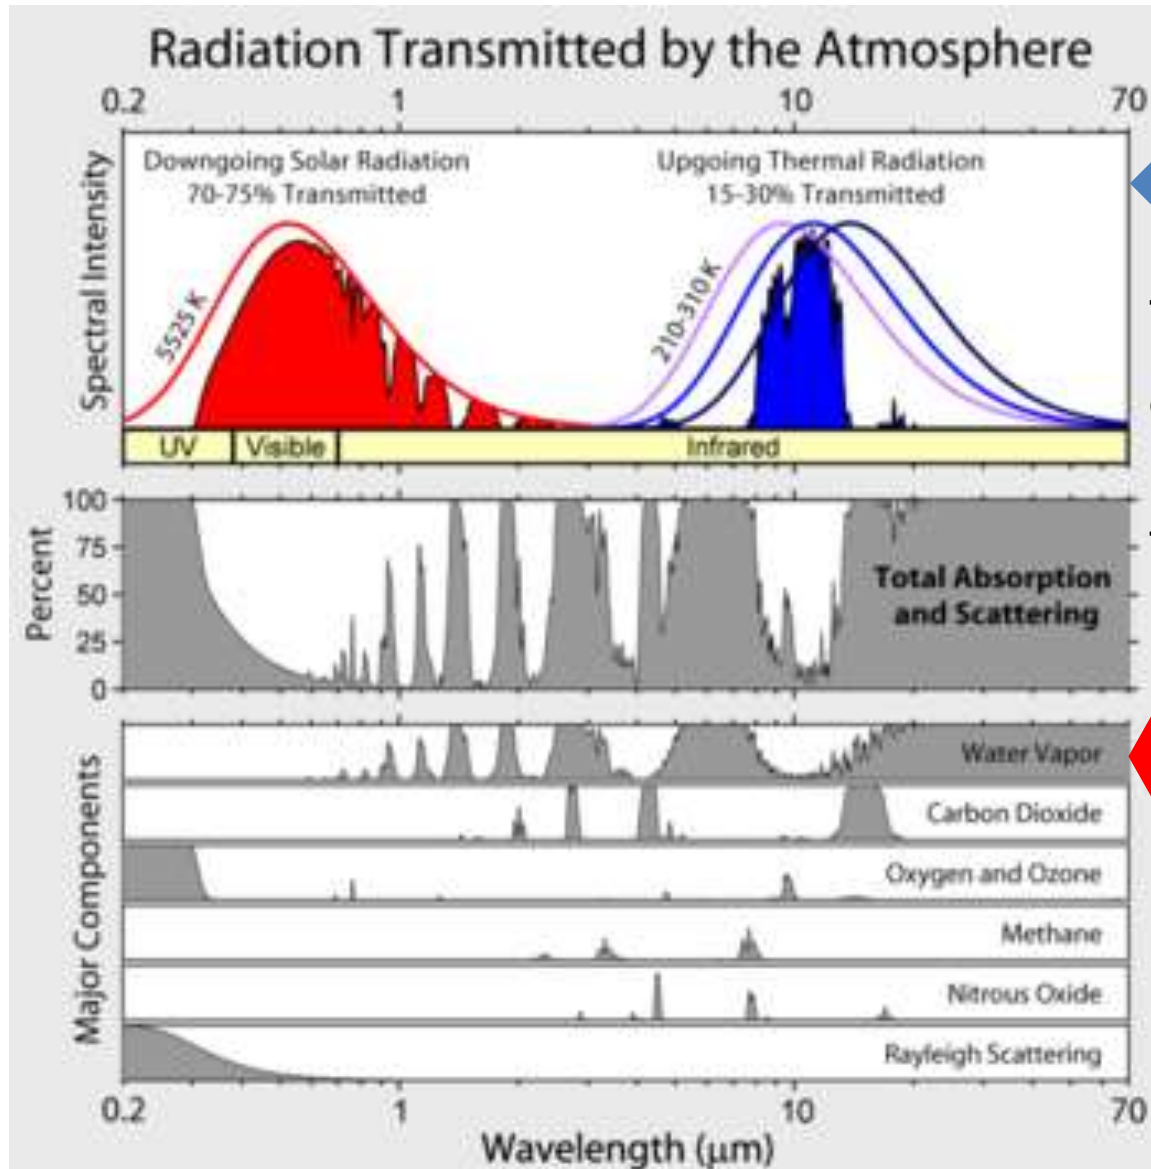 Radiation Transmitted by the Atmosphere
0.2 1 10 70
Downgoing Solar Radiation
70-75% Transmitted
Upgoing Thermal Radiation
15-30% Transmitted
Spectral Intensity
5525 K
210-310 K
UV Visible Infrared
Percent
100
75
50
25
0
Total Absorption
and Scattering
Major Components
Water Vapor
Carbon Dioxide
Oxygen and Ozone
Methane
Nitrous Oxide
Rayleigh Scattering
0.2 1 10 70
Wavelength (μm)